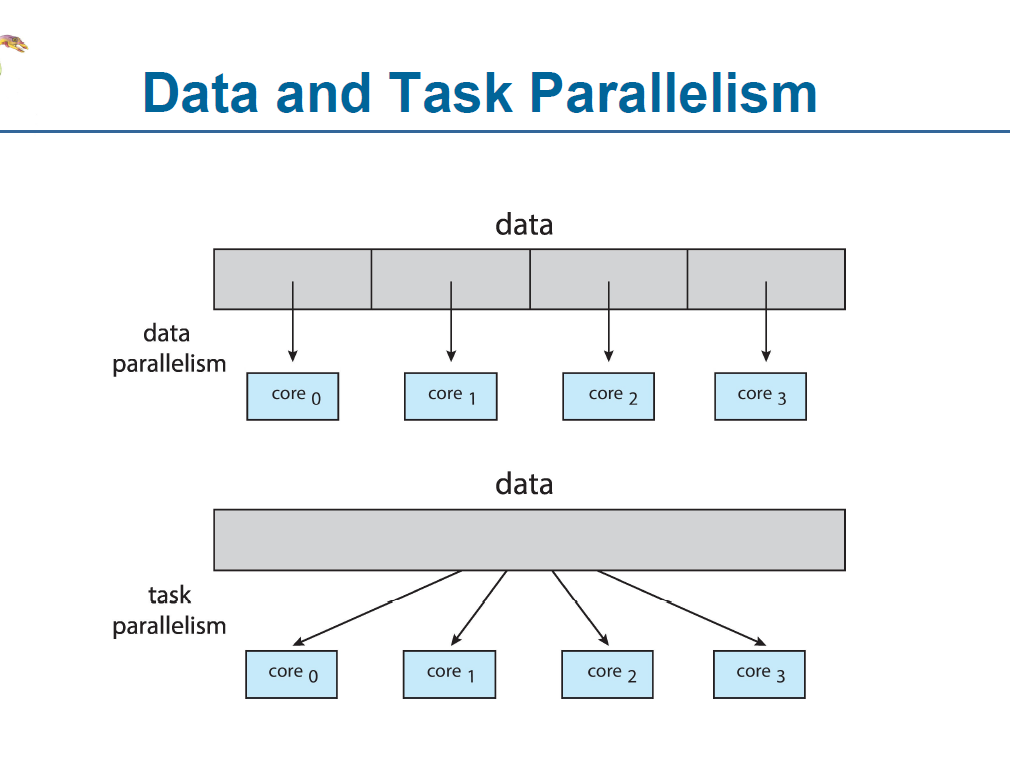 Data and Task Parallelism
data
data
parallelism
core 0
core 1
core 2
core 3
data
task
parallelism
core 0
core 1
core 2
core 3